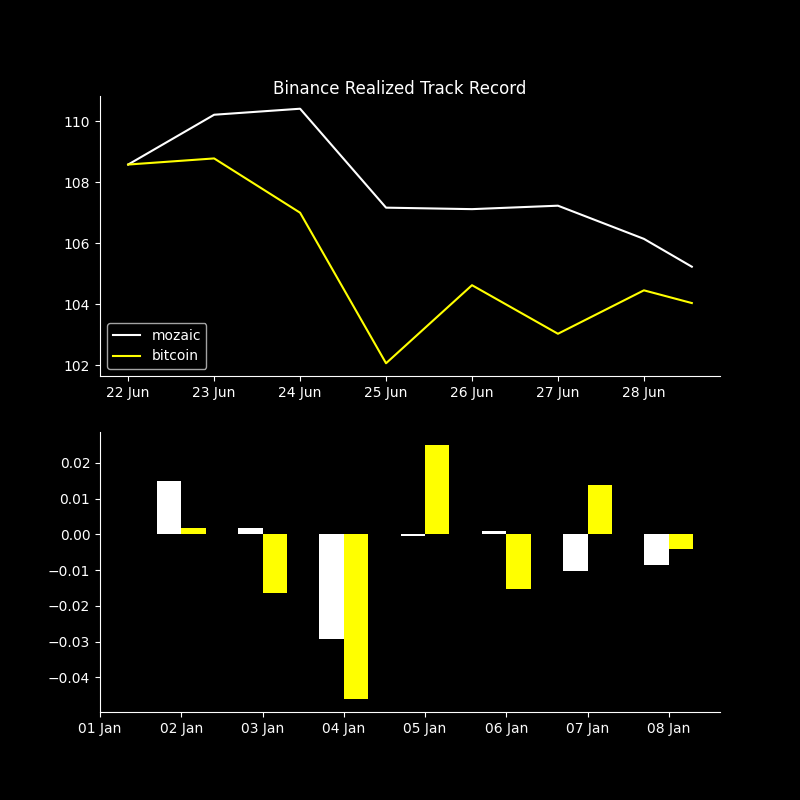 Binance Realized Track Record
110
108
106
104
102
mozaic
bitcoin
22 Jun 23 Jun 24 Jun 25 Jun 26 Jun 27 Jun 28 Jun
0.02
0.01
0.00
−0.01
−0.02
−0.03
−0.04
01 Jan 02 Jan 03 Jan 04 Jan 05 Jan 06 Jan 07 Jan 08 Jan